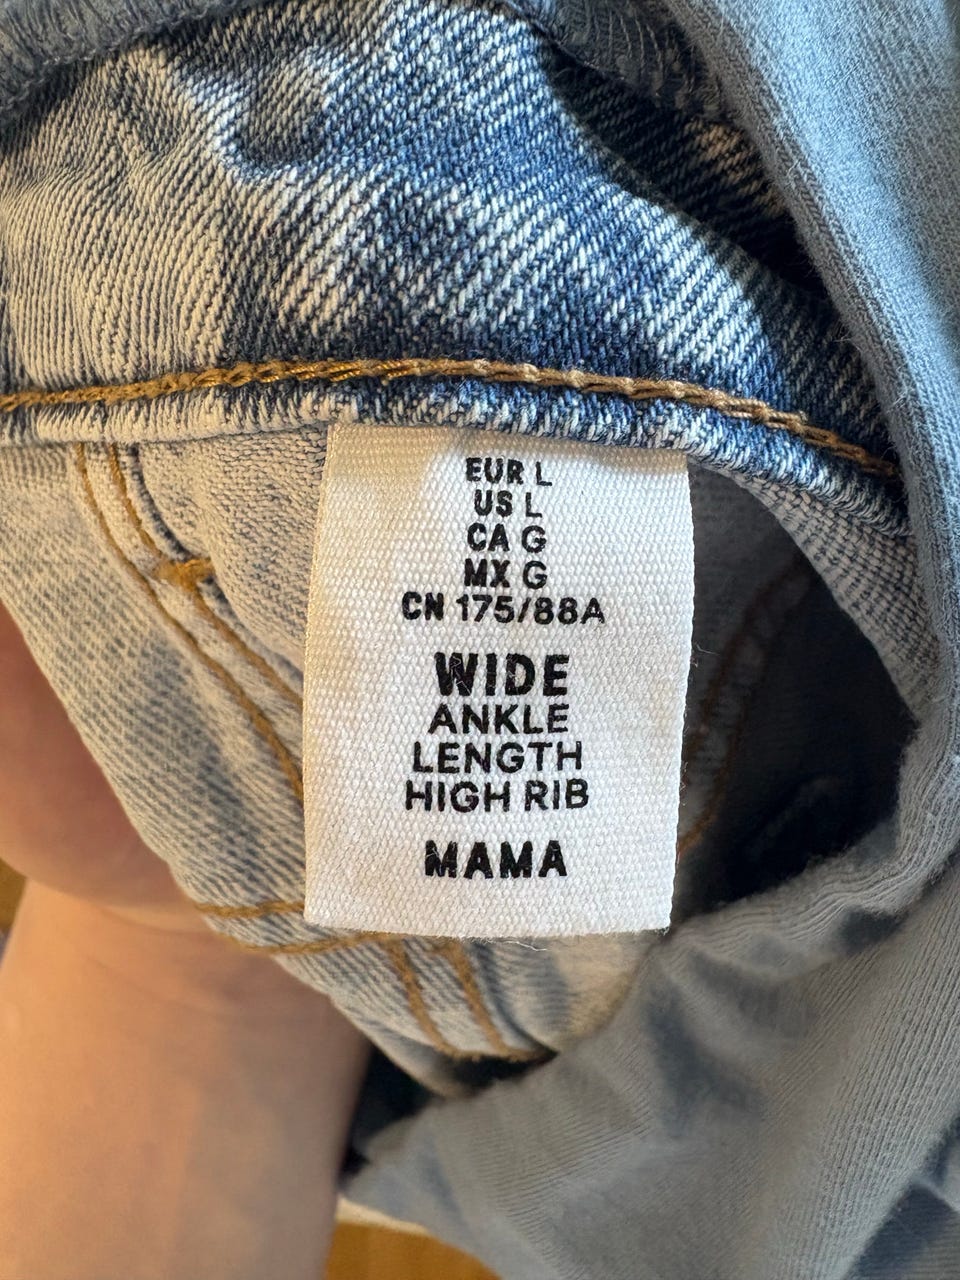 EUR L
US L
CA G
MX G
CN 175/88A
WIDE
ANKLE
LENGTH
HIGH RIB
MAMA